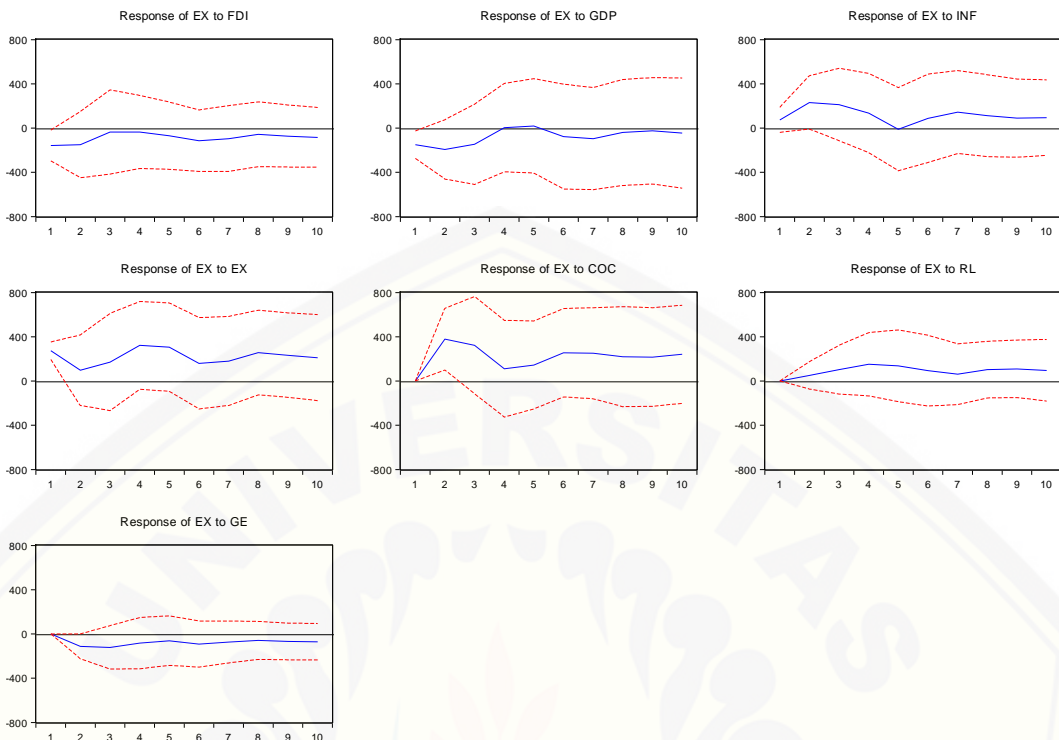 Response of EX to FDI
800
400
0
-400
-800
1 2 3 4 5 6 7 8 9 10
Response of EX to GDP
800
400
0
-400
-800
1 2 3 4 5 6 7 8 9 10
Response of EX to INF
800
400
0
-400
-800
1 2 3 4 5 6 7 8 9 10
Response of EX to EX
800
400
0
-400
-800
1 2 3 4 5 6 7 8 9 10
Response of EX to COC
800
400
0
-400
-800
1 2 3 4 5 6 7 8 9 10
Response of EX to RL
800
400
0
-400
-800
1 2 3 4 5 6 7 8 9 10
Response of EX to GE
800
400
0
-400
-800
1 2 3 4 5 6 7 8 9 10
UNIVERSITAS